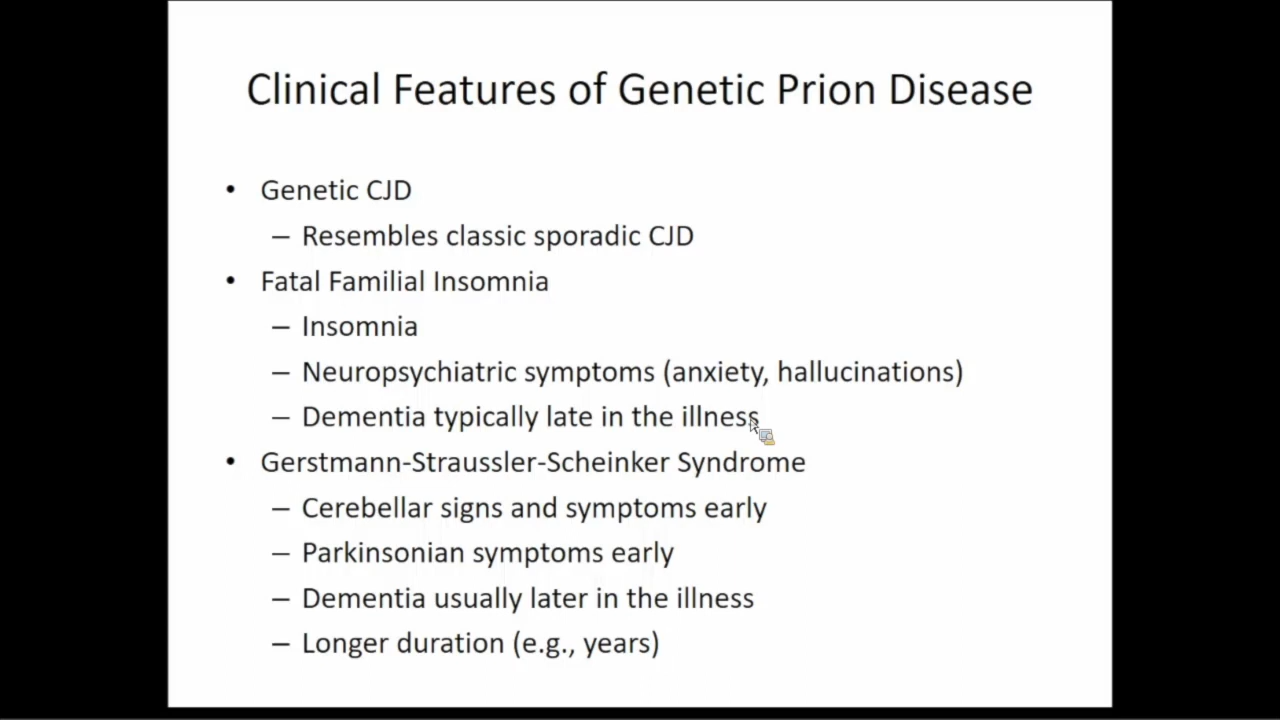 Clinical Features of Genetic Prion Disease
• Genetic CJD
– Resembles classic sporadic CJD
• Fatal Familial Insomnia
– Insomnia
– Neuropsychiatric symptoms (anxiety, hallucinations)
– Dementia typically late in the illness
• Gerstmann-Straussler-Scheinker Syndrome
– Cerebellar signs and symptoms early
– Parkinsonian symptoms early
– Dementia usually later in the illness
– Longer duration (e.g., years)